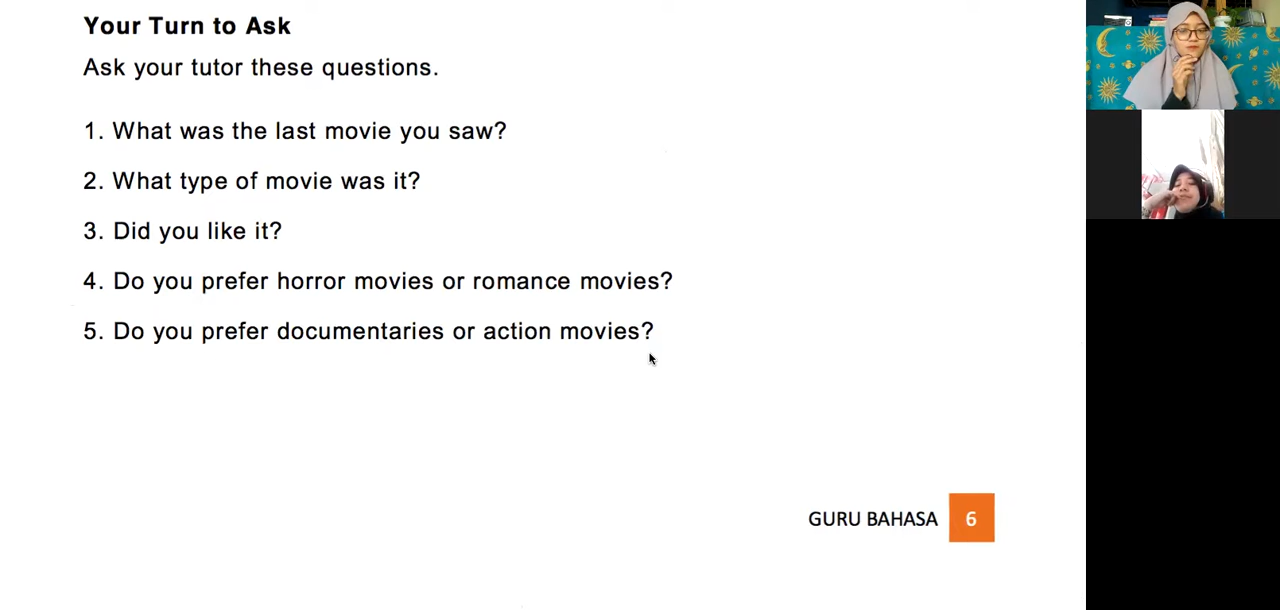 Your Turn to Ask
Ask your tutor these questions.
1. What was the last movie you saw?
2. What type of movie was it?
3. Did you like it?
4. Do you prefer horror movies or romance movies?
5. Do you prefer documentaries or action movies?
GURU BAHASA 6